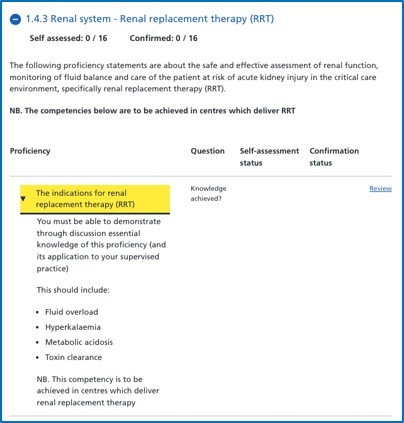 1.4.3 Renal system - Renal replacement therapy (RRT)
Self assessed: 0 / 16 Confirmed: 0 / 16
The following proficiency statements are about the safe and effective assessment of renal function,
monitoring of fluid balance and care of the patient at risk of acute kidney injury in the critical care
environment, specifically renal replacement therapy (RRT).
NB. The competencies below are to be achieved in centres which deliver RRT
Proficiency Question Self-assessment status Confirmation status
The indications for renal
replacement therapy (RRT)
Knowledge
achieved?
Review
You must be able to demonstrate
through discussion essential
knowledge of this proficiency (and
its application to your supervised
practice)
This should include:
• Fluid overload
• Hyperkalaemia
• Metabolic acidosis
• Toxin clearance
NB. This competency is to be
achieved in centres which deliver
renal replacement therapy